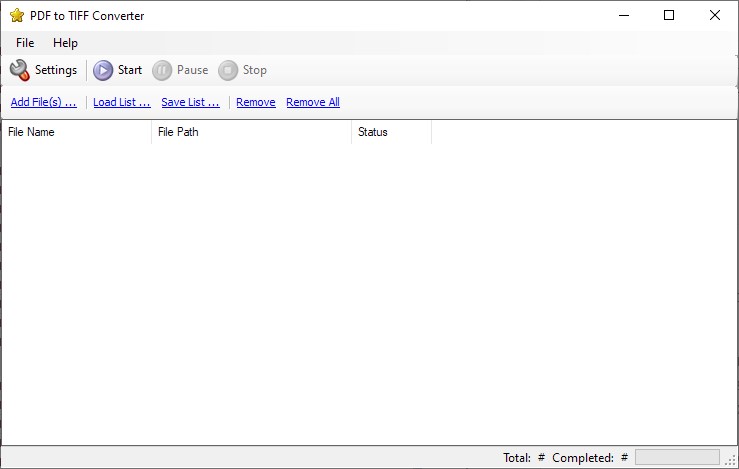 PDF to TIFF Converter
File Help
Settings Start Pause Stop
Add File(s) ... Load List ... Save List ... Remove Remove All
File Name File Path Status
Total: # Completed: #